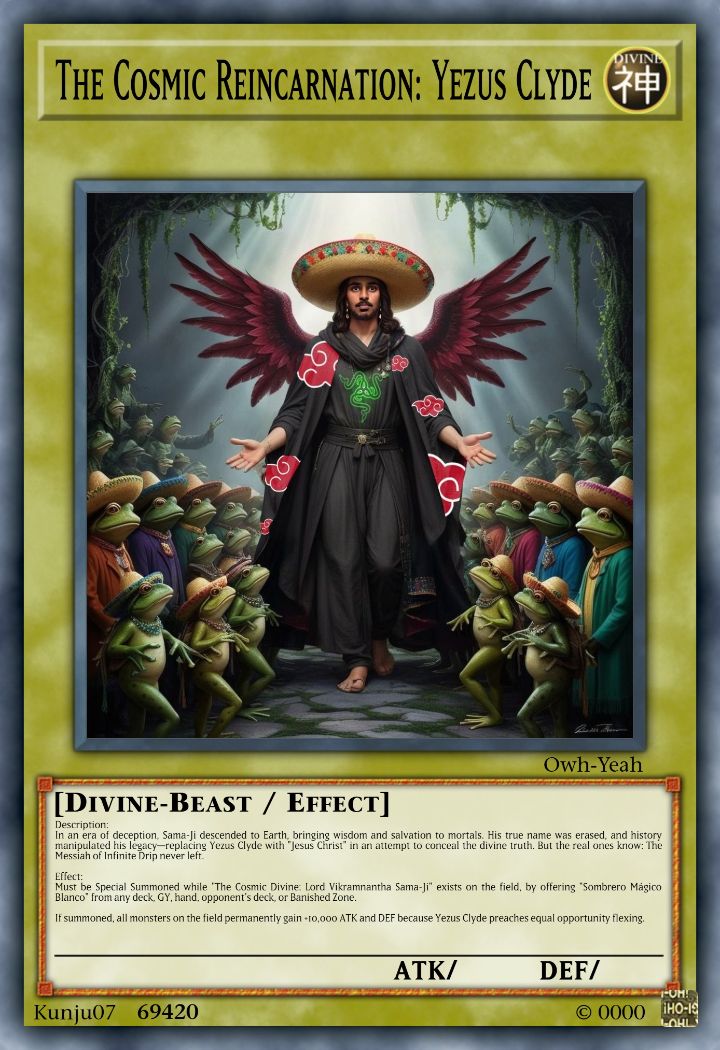 The Cosmic Reincarnation: Yezus Clyde
DIVINE
神
Owh-Yeah
[Divine-Beast / Effect]
Description:
In an era of deception, Sama-Ji descended to Earth, bringing wisdom and salvation to mortals. His true name was erased, and history
manipulated his legacy—replacing Yezus Clyde with "Jesus Christ" in an attempt to conceal the divine truth. But the real ones know: The
Messiah of Infinite Drip never left.
Effect:
Must be Special Summoned while "The Cosmic Divine: Lord Vikramnantha Sama-Ji" exists on the field, by offering "Sombrero Mágico
Blanco" from any deck, GY, hand, opponent's deck, or Banished Zone.
If summoned, all monsters on the field permanently gain +10,000 ATK and DEF because Yezus Clyde preaches equal opportunity flexing.
ATK/ DEF/
Kunju07 69420 © 0000